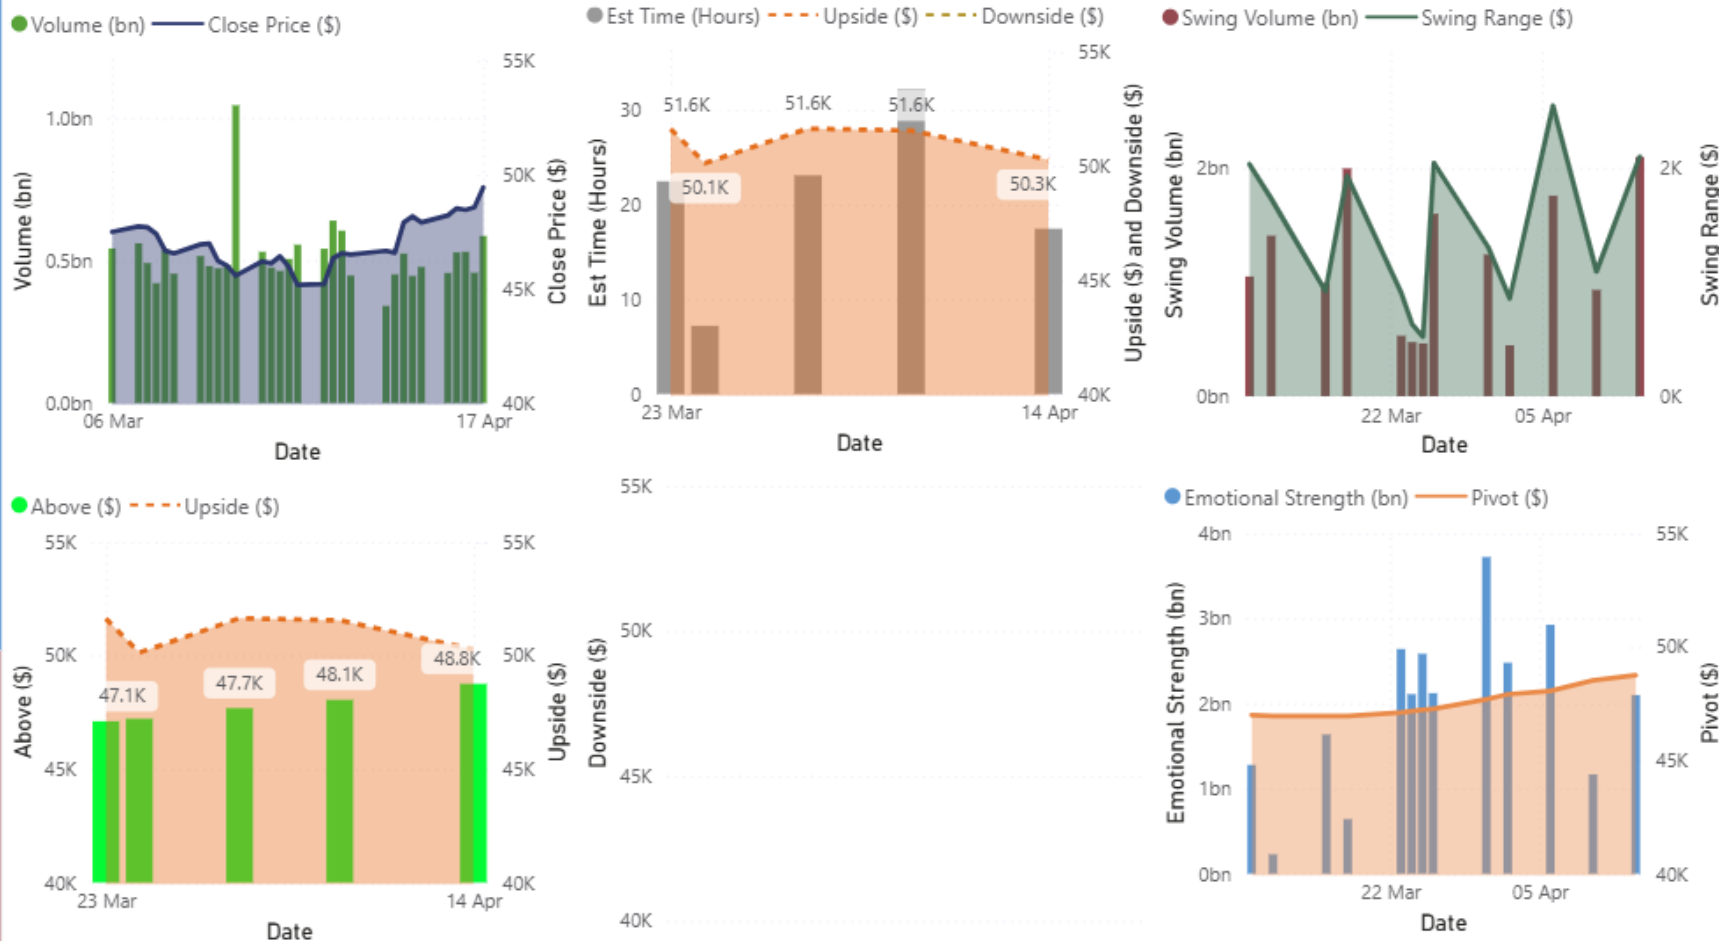 Volume (bn) Close Price ($)
55K
1.0bn
50K
0.5bn
45K
0.0bn
40K
06 Mar 17 Apr
Date
Volume (bn)
Close Price ($)
Est Time (Hours) Upside ($) Downside ($)
55K
30
51.6K 51.6K 51.6K
50K
50.1K 50.3K
20
45K
10
0
40K
23 Mar 14 Apr
Date
Est Time (Hours)
Upside ($) and Downside ($)
Swing Volume (bn) Swing Range ($)
2bn
2K
0bn
0K
22 Mar 05 Apr
Date
Swing Volume (bn)
Swing Range ($)
Above ($) Upside ($)
55K 55K
50K 50K
47.1K 47.7K 48.1K 48.8K
45K 45K
40K 40K
23 Mar 14 Apr
Date
Above ($)
Upside ($)
55K
50K
45K
40K
Downside ($)
Emotional Strength (bn) Pivot ($)
4bn 55K
3bn
50K
2bn
45K
1bn
0bn 40K
22 Mar 05 Apr
Date
Emotional Strength (bn)
Pivot ($)